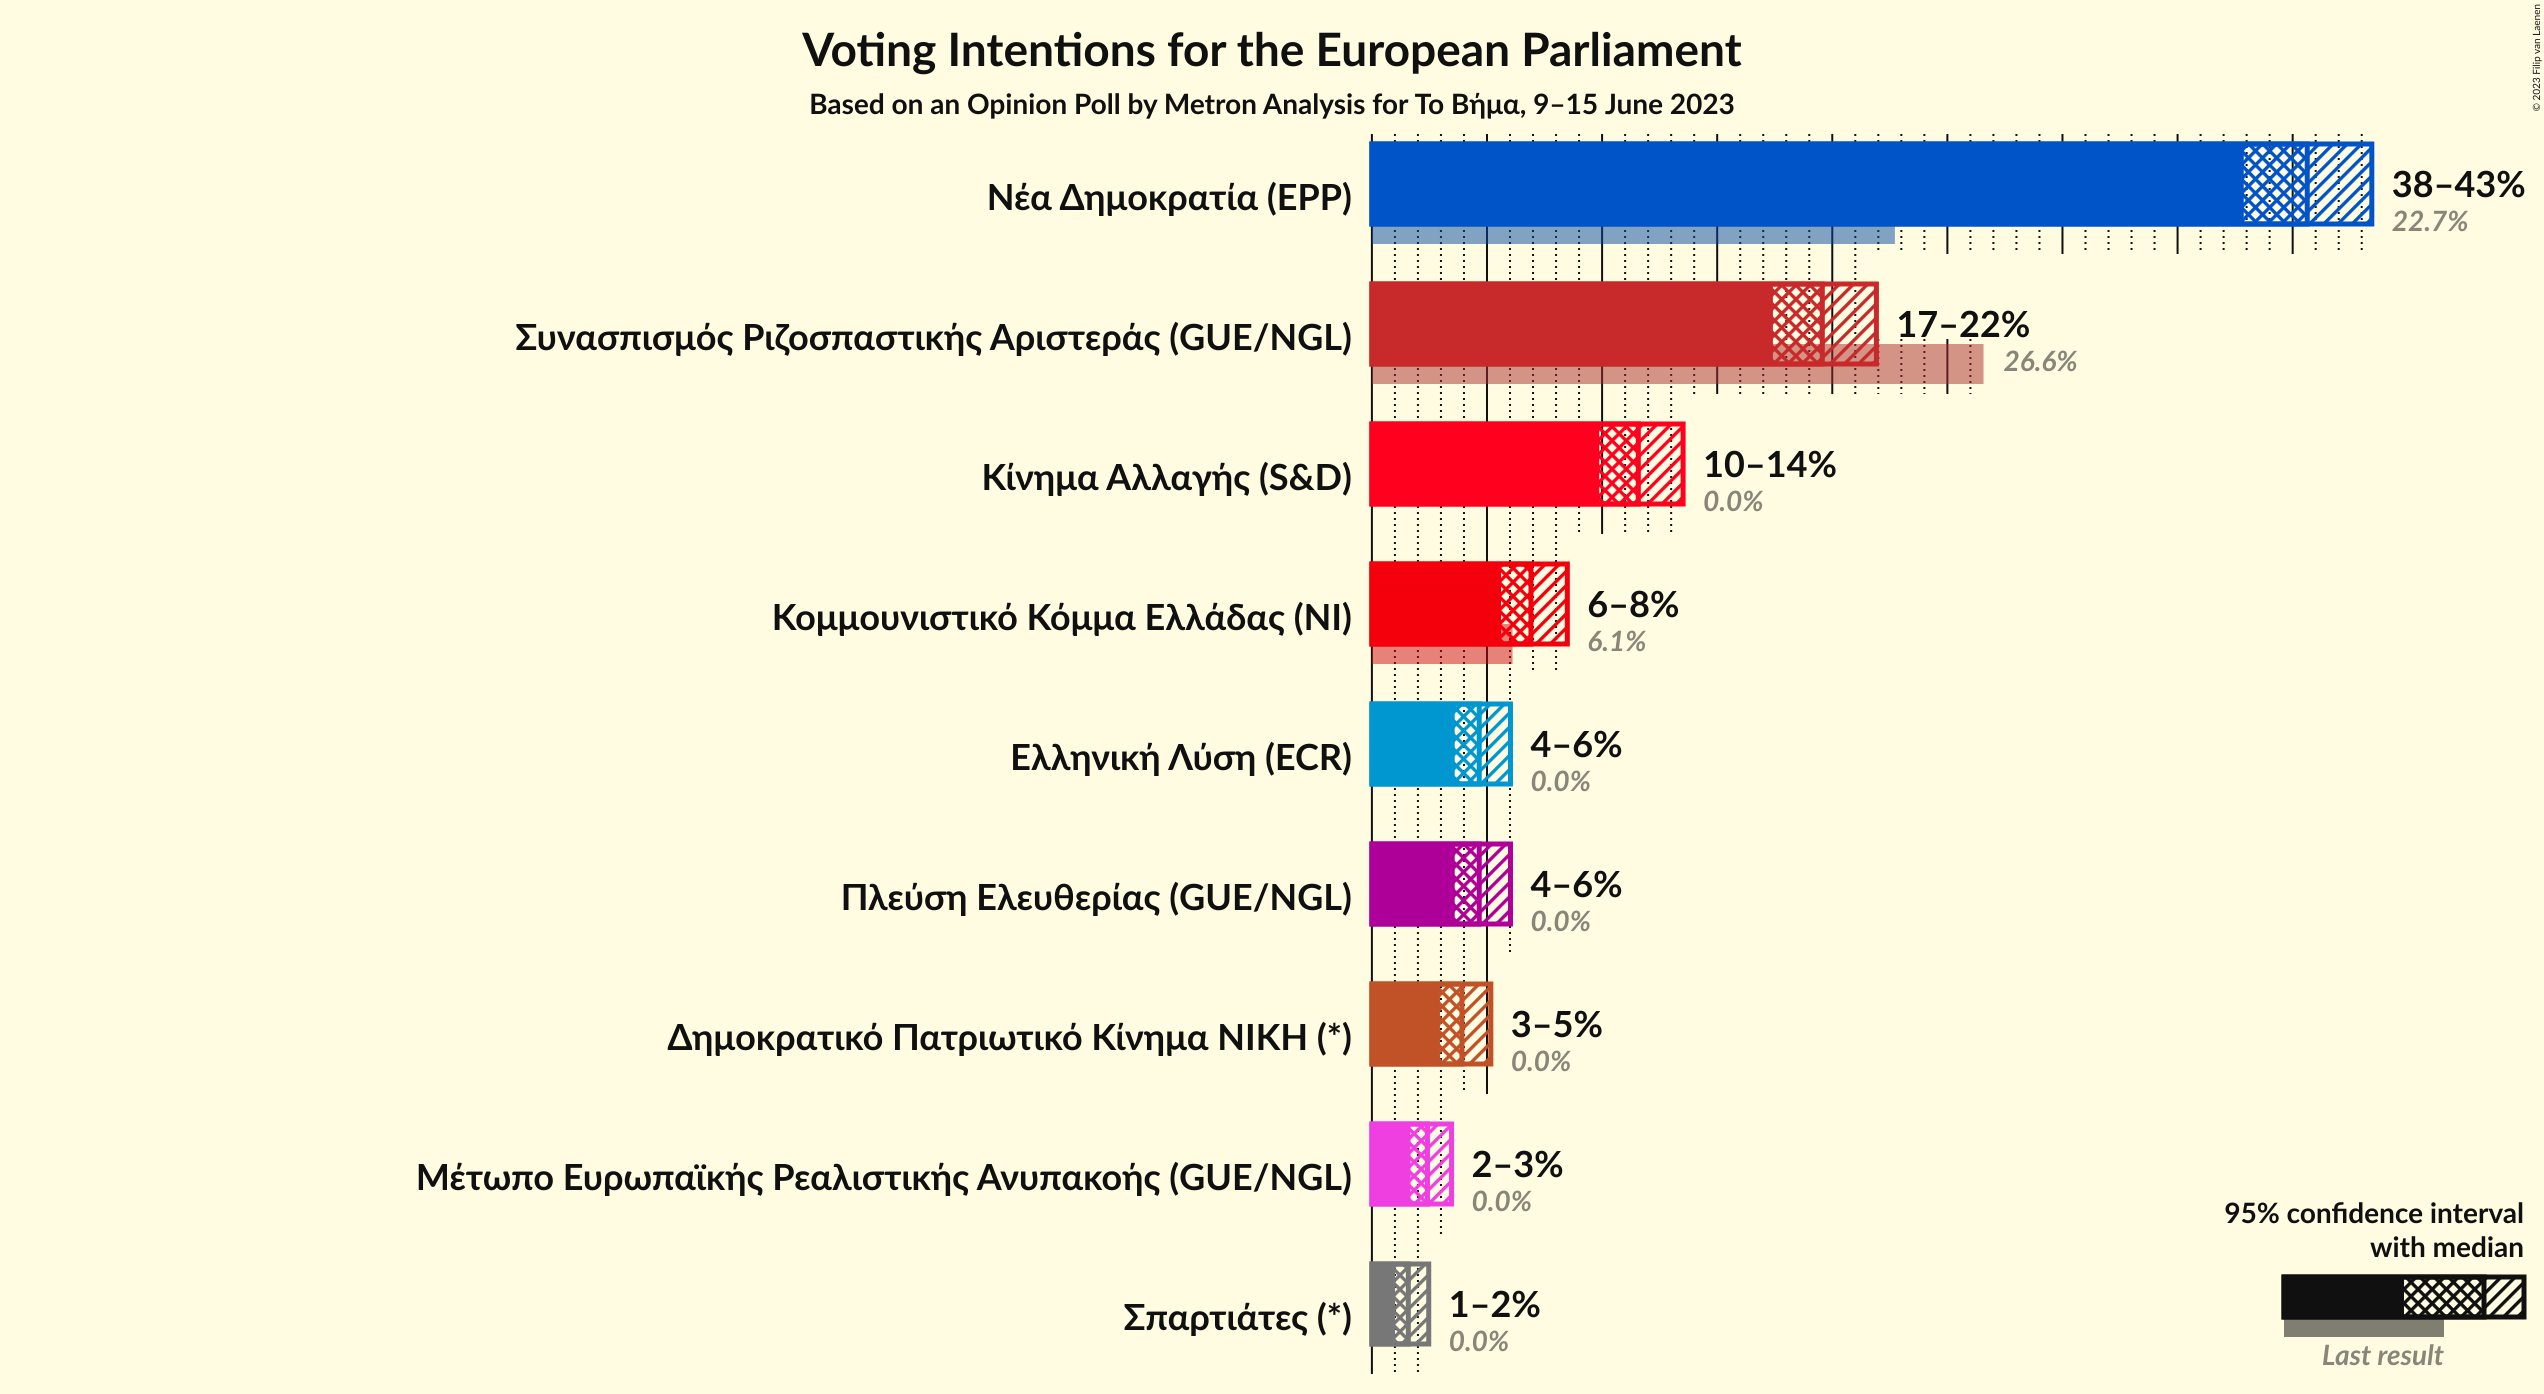 Voting Intentions for the European Parliament
Based on an Opinion Poll by Metron Analysis for Το Βήμα, 9–15 June 2023
© 2023 Filip van Laenen
Νέα Δημοκρατία (EPP)
38–43%
22.7%
Συνασπισμός Ριζοσπαστικής Αριστεράς (GUE/NGL)
17–22%
26.6%
Κίνημα Αλλαγής (S&D)
10–14%
0.0%
Κομμουνιστικό Κόμμα Ελλάδας (NI)
6–8%
6.1%
Ελληνική Λύση (ECR)
4–6%
0.0%
Πλεύση Ελευθερίας (GUE/NGL)
4–6%
0.0%
Δημοκρατικό Πατριωτικό Κίνημα ΝΙΚΗ (*)
3–5%
0.0%
Μέτωπο Ευρωπαϊκής Ρεαλιστικής Ανυπακοής (GUE/NGL)
2–3%
0.0%
Σπαρτιάτες (*)
1–2%
0.0%
95% confidence interval
with median
Last result